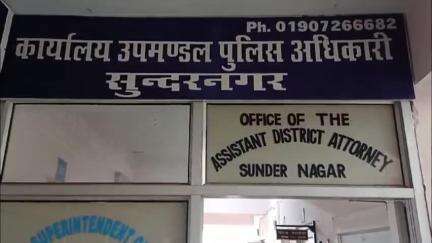 Ph. 01907266682
कार्यालय उपमण्डल पुलिस अधिकारी
सुन्दरनगर
OFFICE OF THE
ASSISTANT DISTRICT ATTORNEY
SUNDER NAGAR
SUPERINTENDENT